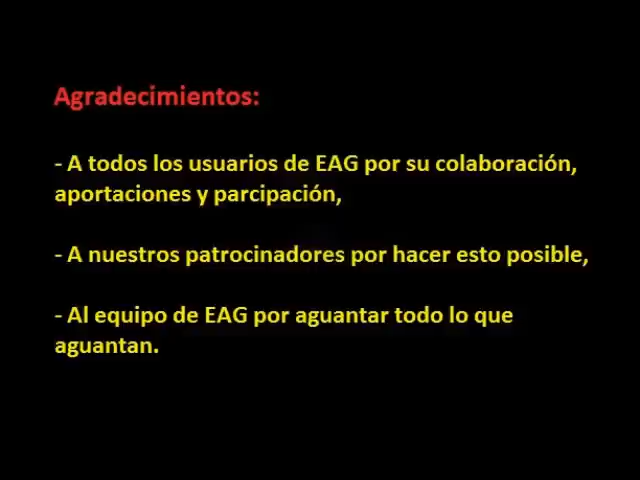 Agradecimientos:
- A todos los usuarios de EAG por su colaboración,
aportaciones y parcipación,
- A nuestros patrocinadores por hacer esto posible,
- Al equipo de EAG por aguantar todo lo que
aguantan.